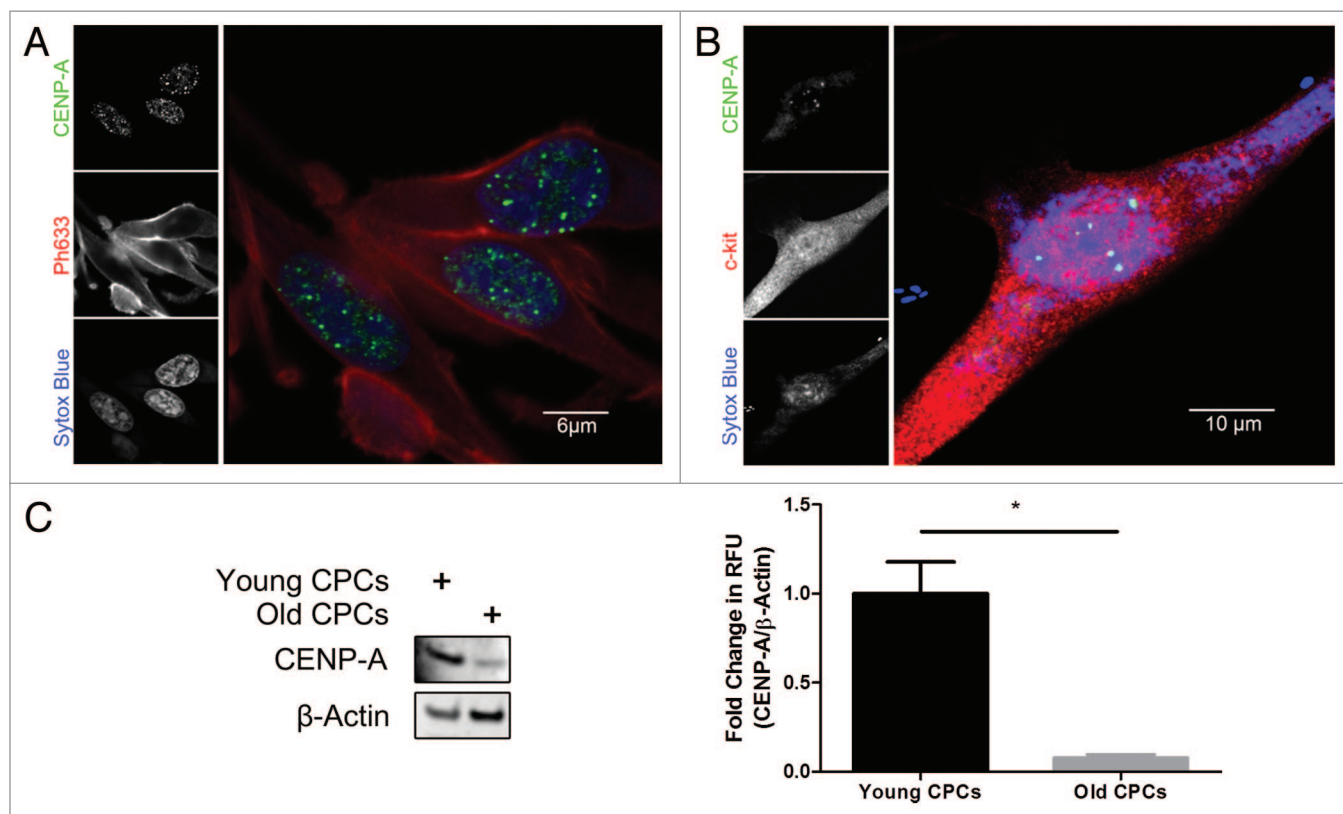 A
CENP-A
Ph633
Sytox Blue
6µm
B
CENP-A
c-kit
Sytox Blue
10 µm
C
Young CPCs +
Old CPCs +
CENP-A
β-Actin
Fold Change in RFU
(CENP-A/β-Actin)
1.5
1.0
0.5
0.0
*
Young CPCs Old CPCs